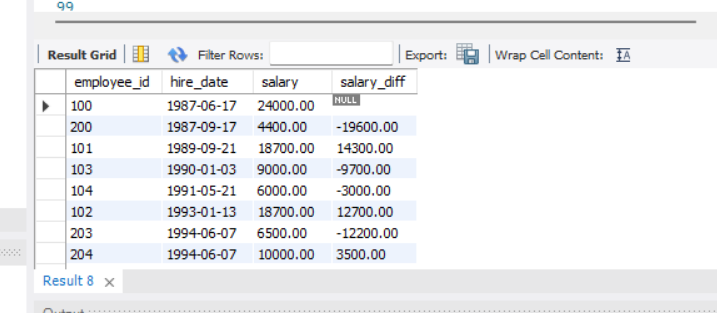 99
Result Grid Filter Rows: Export: Wrap Cell Content: IA
employee_id hire_date salary salary_diff
100 1987-06-17 24000.00 NULL
200 1987-09-17 4400.00 -19600.00
101 1989-09-21 18700.00 14300.00
103 1990-01-03 9000.00 -9700.00
104 1991-05-21 6000.00 -3000.00
102 1993-01-13 18700.00 12700.00
203 1994-06-07 6500.00 -12200.00
204 1994-06-07 10000.00 3500.00
Result 8 ×
Output